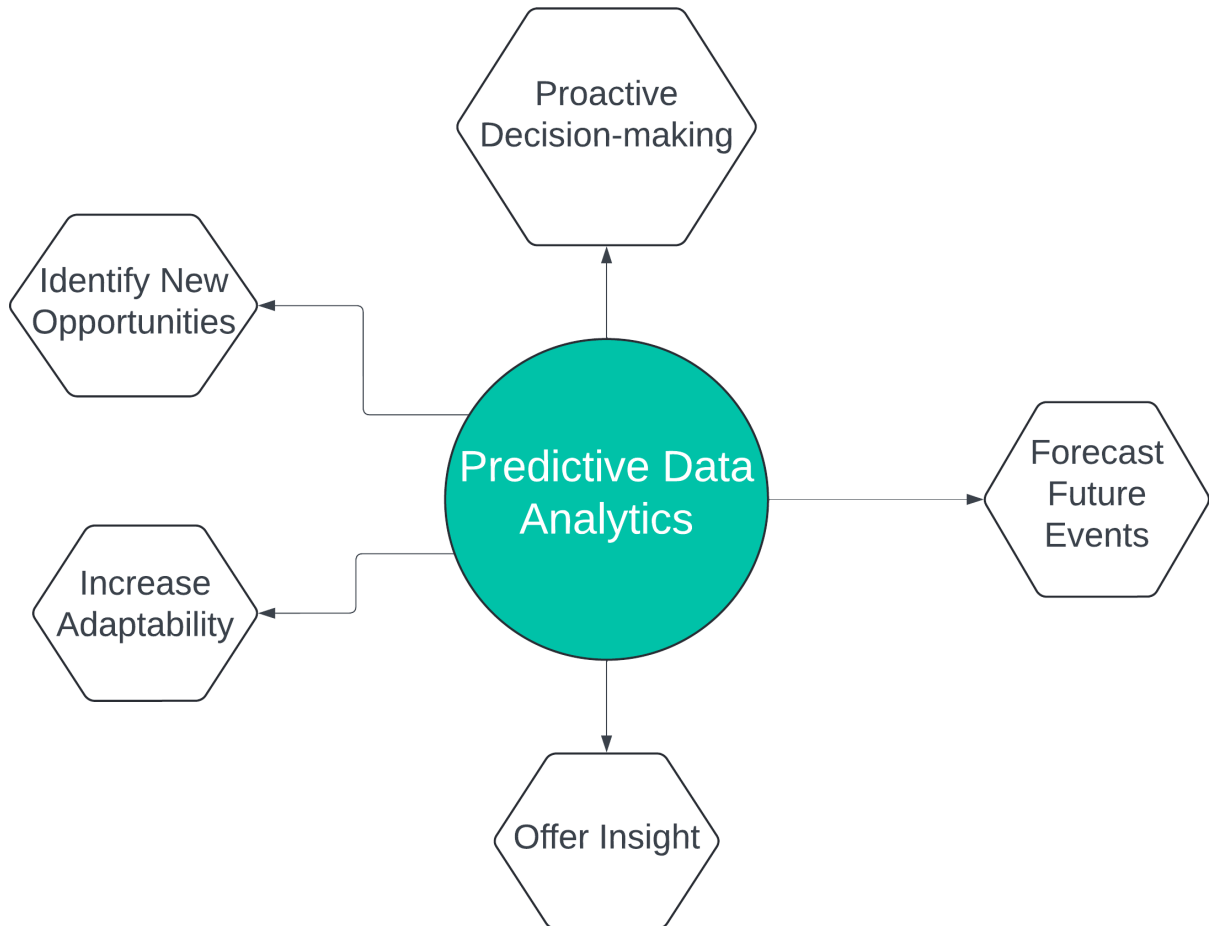 Proactive
Decision-making
Identify New
Opportunities
Predictive Data
Analytics
Forecast
Future
Events
Increase
Adaptability
Offer Insight